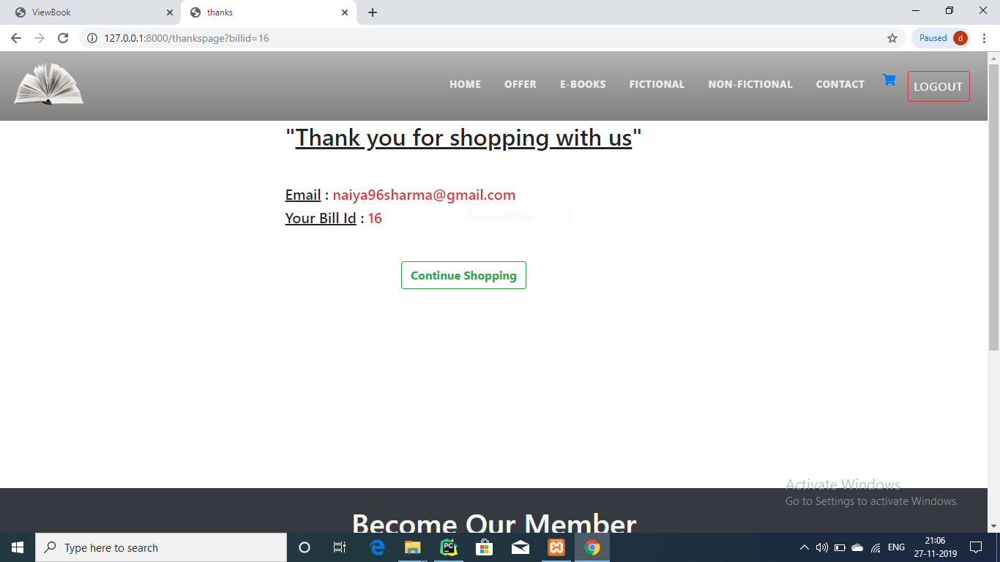 ViewBook
thanks
127.0.0.1:8000/thankspage?billid=16
Paused
d
HOME
OFFER
E-BOOKS
FICTIONAL
NON-FICTIONAL
CONTACT
LOGOUT
"Thank you for shopping with us"
Email : naiya96sharma@gmail.com
Your Bill Id : 16
Rectangular Snip
Continue Shopping
Activate Windows
Go to Settings to activate Windows.
Become Our Member
Type here to search
PC
ENG
21:06
27-11-2019